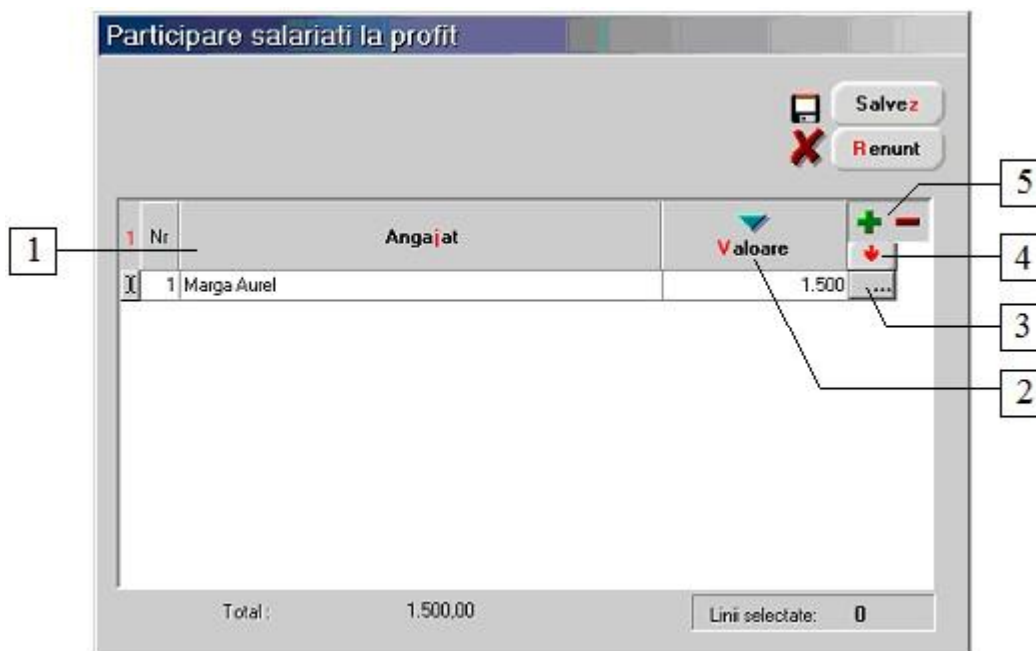 Participare salariati la profit
Salvez
Renunt
5
1 Nr Angajat Valoare
1
4
1 Marga Aurel 1.500 ....
3
2
Total : 1.500,00 Linii selectate: 0